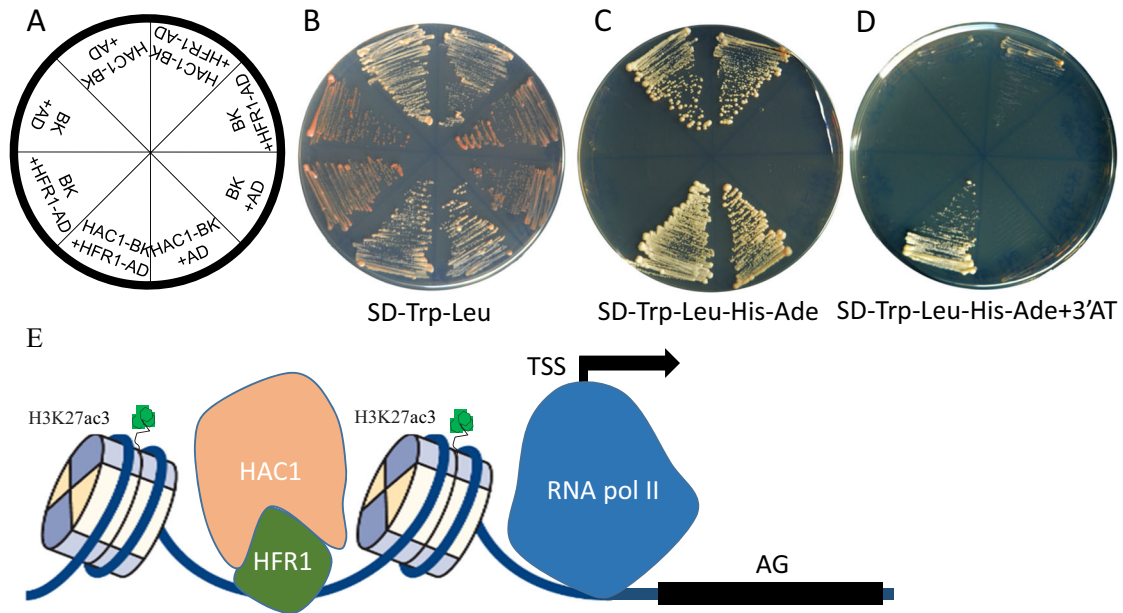 A
B
C
D
HAC1-BK
+AD
HAC1-BK
+HFR1-AD
BK
+AD
BK
+HFR1-AD
BK
+HFR1-AD
BK
+AD
HAC1-BK
+HFR1-AD
HAC1-BK
+AD
SD-Trp-Leu
SD-Trp-Leu-His-Ade
SD-Trp-Leu-His-Ade+3’AT
E
TSS
H3K27ac3
H3K27ac3
HAC1
RNA pol II
HFR1
AG